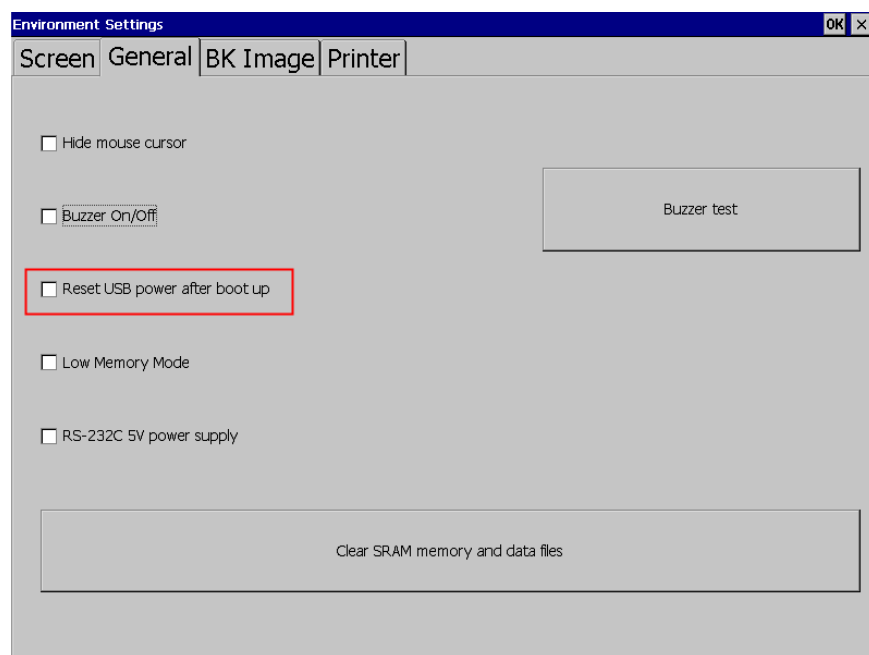 Environment Settings OK ×
Screen General BK Image Printer
Hide mouse cursor
Buzzer On/Off
Buzzer test
Reset USB power after boot up
Low Memory Mode
RS-232C 5V power supply
Clear SRAM memory and data files